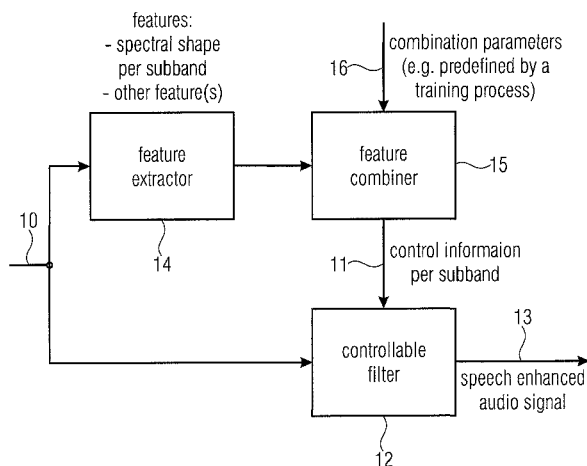 features:
- spectral shape
per subband
- other feature(s)
16
combination parameters
(e.g. predefined by a
training process)
feature
extractor
feature
combiner
15
10
14
11
control informaion
per subband
controllable
filter
13
speech enhanced
audio signal
12